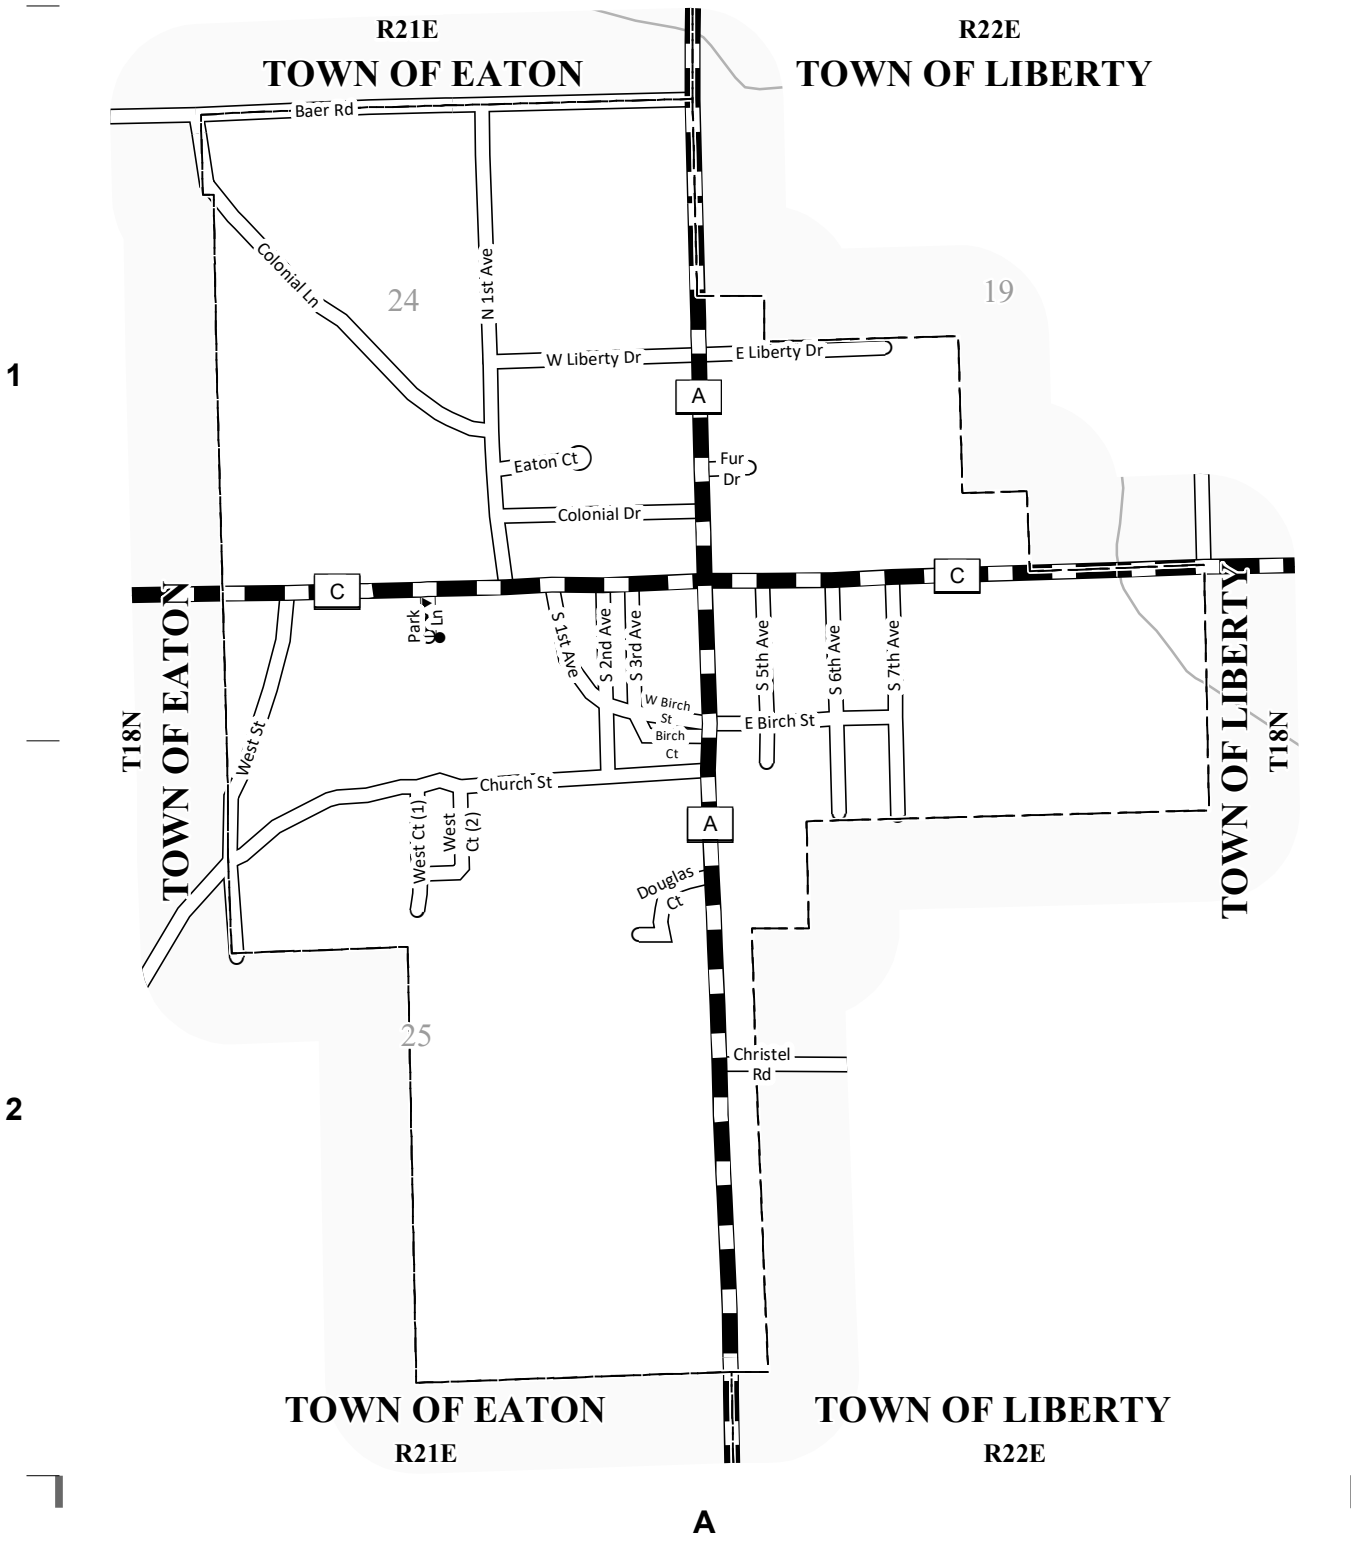 R21E
R22E
TOWN OF EATON
TOWN OF LIBERTY
Baer Rd
Colonial Ln
N 1st Ave
24
19
W Liberty Dr
E Liberty Dr
1
A
Eaton Ct
Fur
Dr
Colonial Dr
C
C
Park
Ln
S 1st Ave
S 2nd Ave
S 3rd Ave
S 5th Ave
S 6th Ave
S 7th Ave
TOWN OF EATON
T18N
TOWN OF LIBERTY
T18N
West St
W Birch
St
E Birch St
Birch
Ct
Church St
West Ct (1)
West
Ct (2)
A
Douglas
Ct
25
Christel
Rd
2
TOWN OF EATON
TOWN OF LIBERTY
R21E
R22E
A